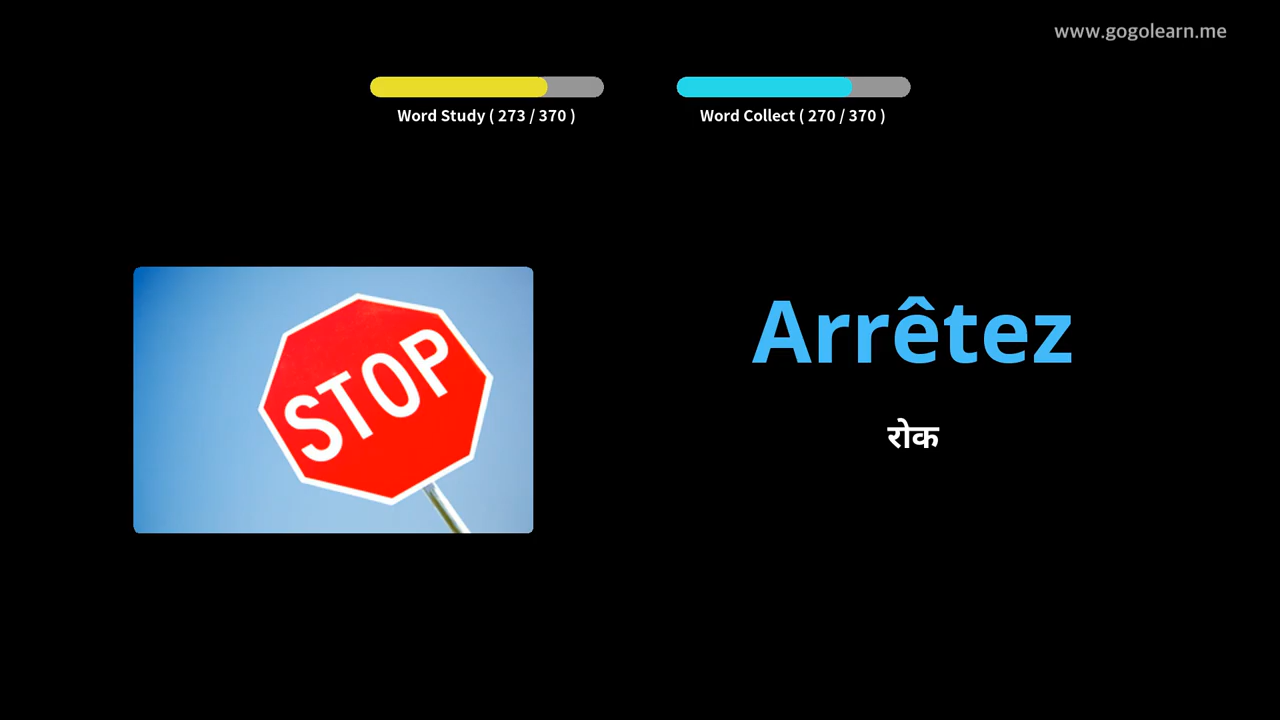 www.gogolearn.me
Word Study ( 273 / 370 )
Word Collect ( 270 / 370 )
STOP
Arrêtez
रोक